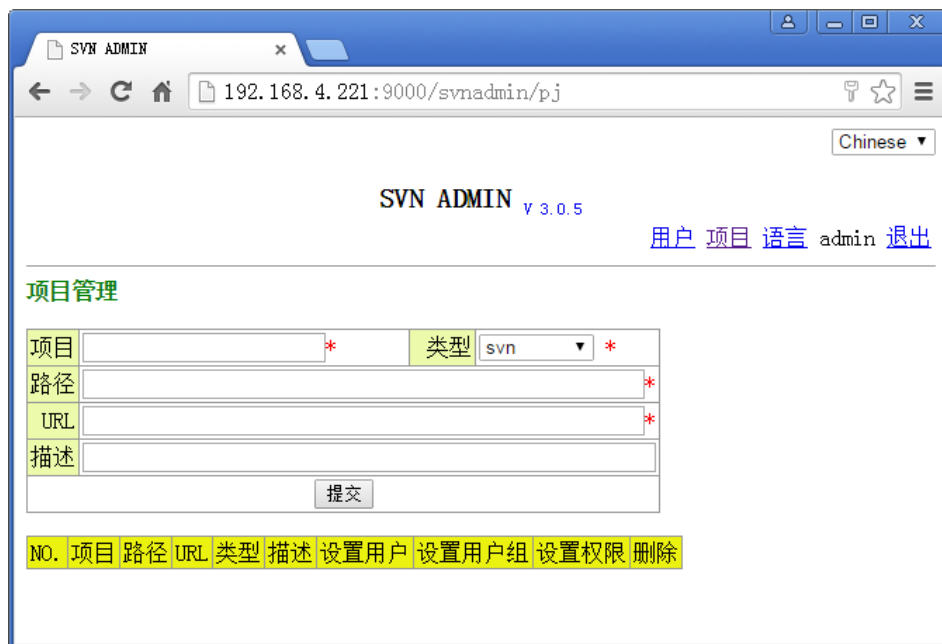 SVN ADMIN
192.168.4.221:9000/svnadmin/pj
Chinese
SVN ADMIN V 3.0.5
用户 项目 语言 admin 退出
项目管理
项目 * 类型 svn *
路径 *
URL *
描述
提交
NO. 项目 路径 URL 类型 描述 设置用户 设置用户组 设置权限 删除